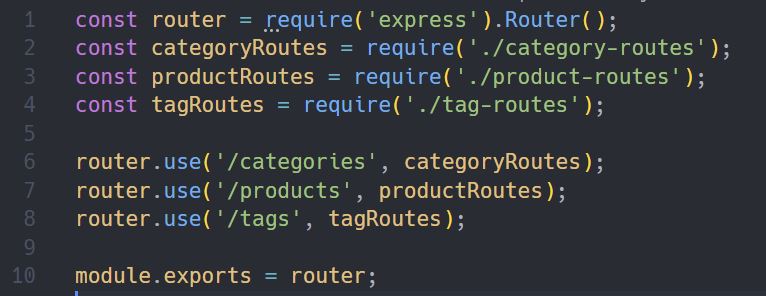 1 const router = require('express').Router();
2 const categoryRoutes = require('./category-routes');
3 const productRoutes = require('./product-routes');
4 const tagRoutes = require('./tag-routes');
5
6 router.use('/categories', categoryRoutes);
7 router.use('/products', productRoutes);
8 router.use('/tags', tagRoutes);
9
10 module.exports = router;